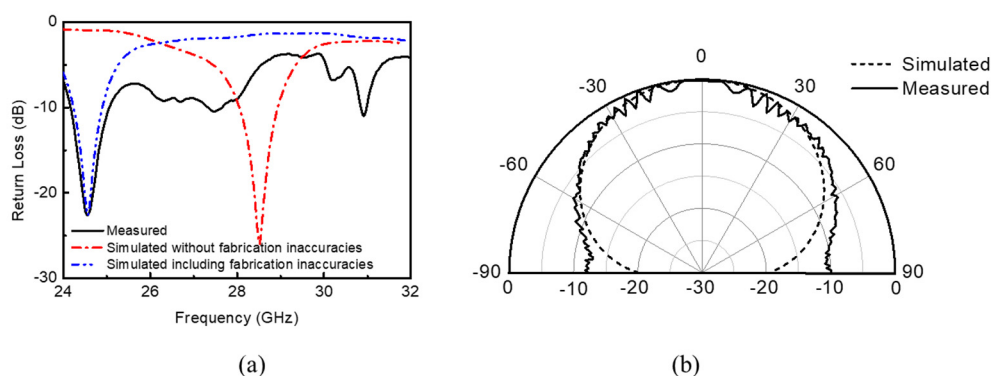 0
-10
-20
-30
Return Loss (dB)
Measured
Simulated without fabrication inaccuracies
Simulated including fabrication inaccuracies
24 26 28 30 32
Frequency (GHz)
(a)
0
-30 30
-60 60
-90 90
0 -10 -20 -30 -20 -10 0
Simulated
Measured
(b)